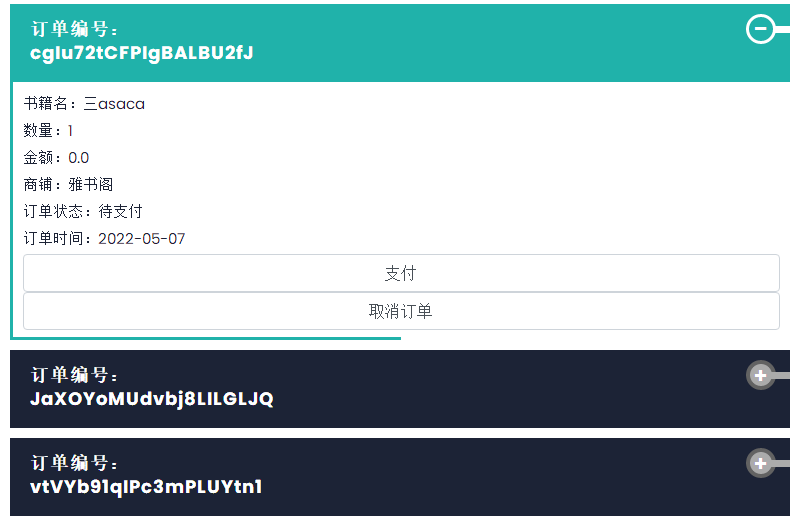 订单编号：
cglu72tCFPlgBALBU2fJ
书籍名：三asaca
数量：1
金额：0.0
商铺：雅书阁
订单状态：待支付
订单时间：2022-05-07
支付
取消订单
订单编号：
JaXOYoMUdvbj8LILGLJQ
订单编号：
vtVYb91qIPc3mPLUYtn1